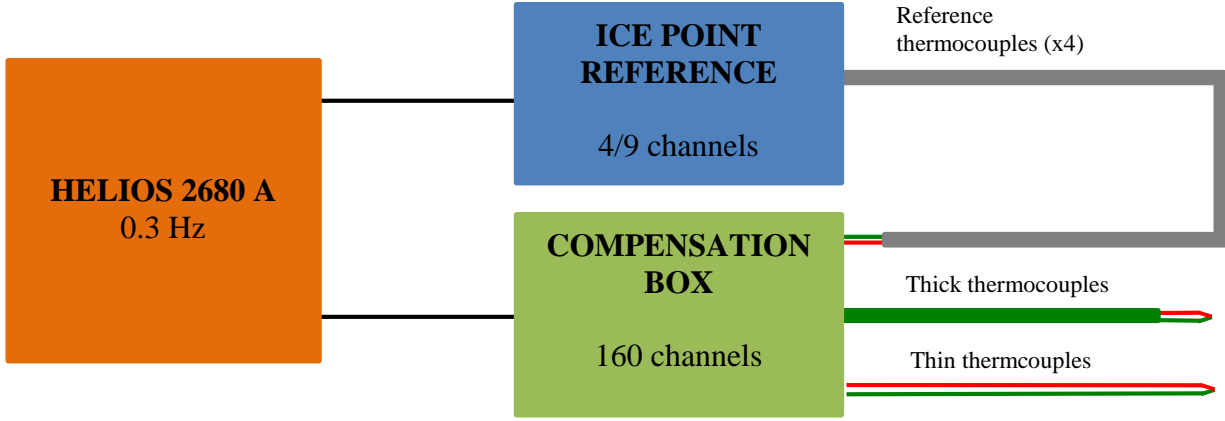 HELIOS 2680 A
0.3 Hz
ICE POINT
REFERENCE
4/9 channels
COMPENSATION
BOX
160 channels
Reference
thermocouples (x4)
Thick thermocouples
Thin thermcouples